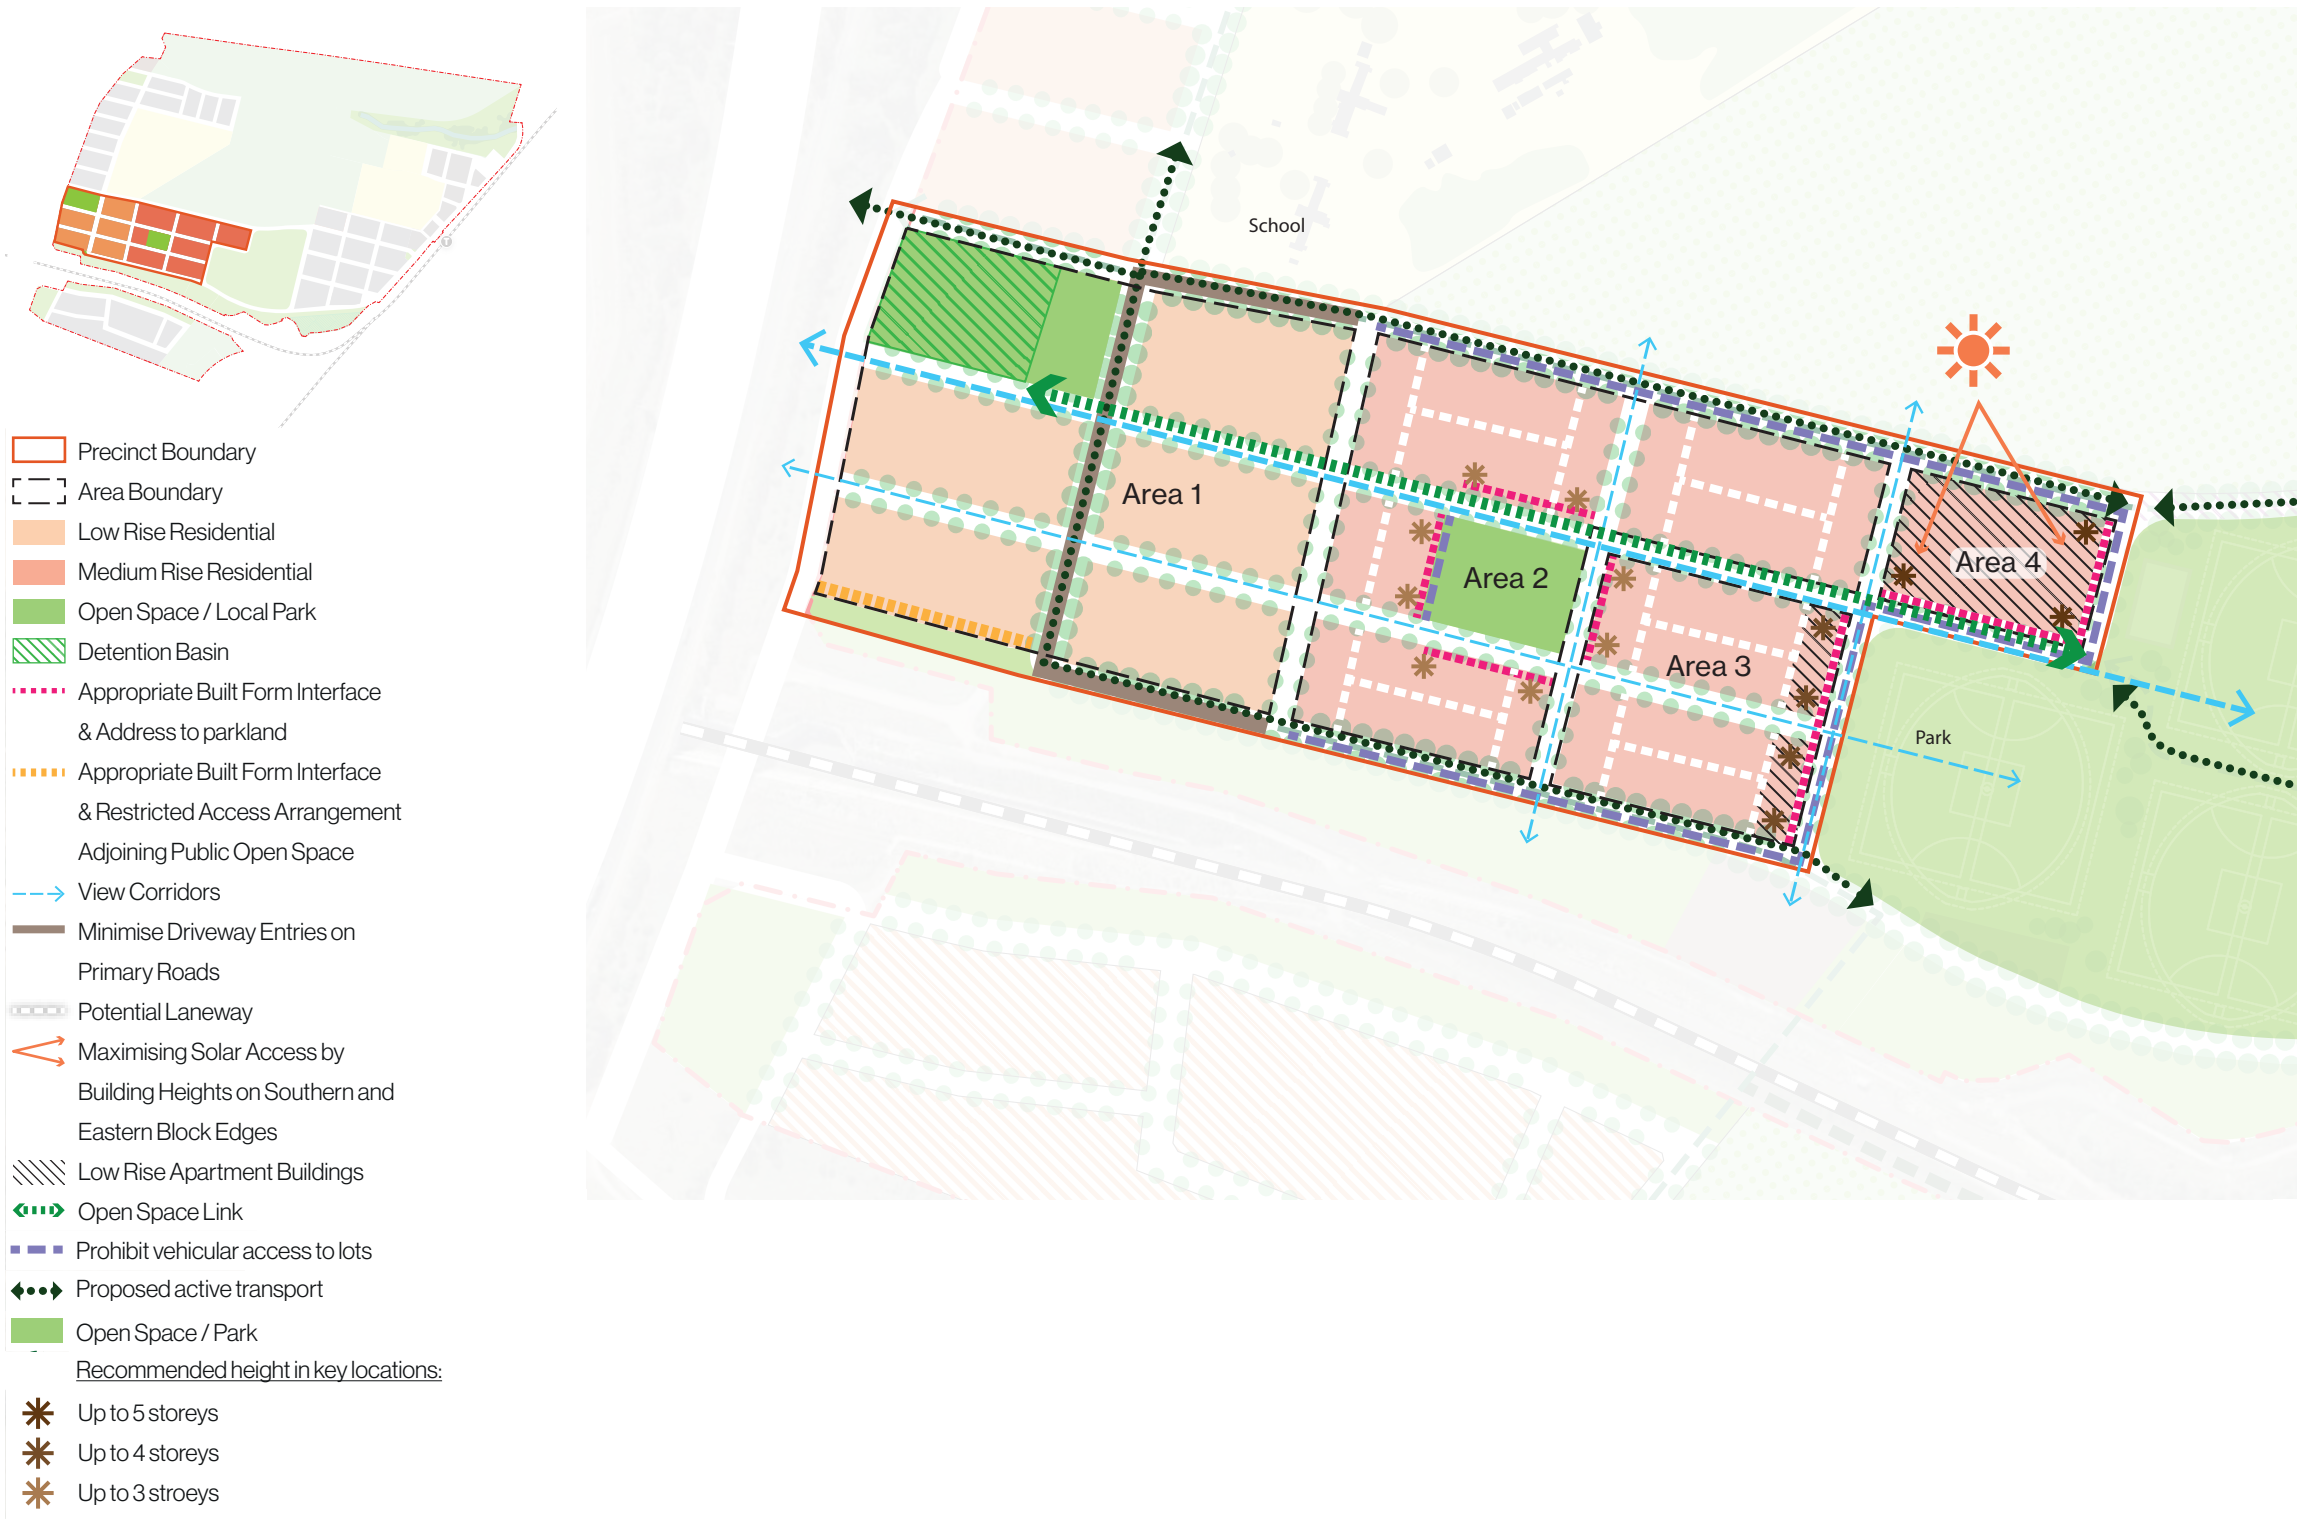 Precinct Boundary
Area Boundary
Low Rise Residential
Medium Rise Residential
Open Space / Local Park
Detention Basin
Appropriate Built Form Interface
& Address to parkland
Appropriate Built Form Interface
& Restricted Access Arrangement
Adjoining Public Open Space
View Corridors
Minimise Driveway Entries on
Primary Roads
Potential Laneway
Maximising Solar Access by
Building Heights on Southern and
Eastern Block Edges
Low Rise Apartment Buildings
Open Space Link
Prohibit vehicular access to lots
Proposed active transport
Open Space / Park
Recommended height in key locations:
Up to 5 storeys
Up to 4 storeys
Up to 3 stroeys
School
Area 1
Area 2
Area 3
Area 4
Park
T